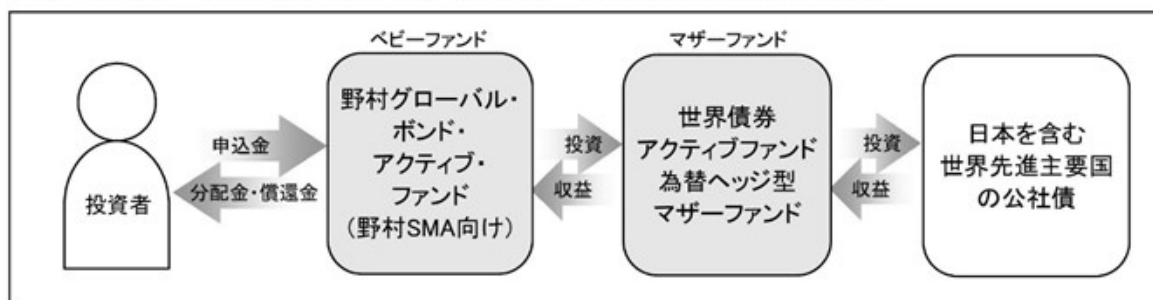 ベビーファンド
マザーファンド
投資者
申込金
分配金・償還金
野村グローバル・
ボンド・
アクティブ・
ファンド
(野村SMA向け)
投資
収益
世界債券
アクティブファンド
為替ヘッジ型
マザーファンド
投資
収益
日本を含む
世界先進主要国
の公社債